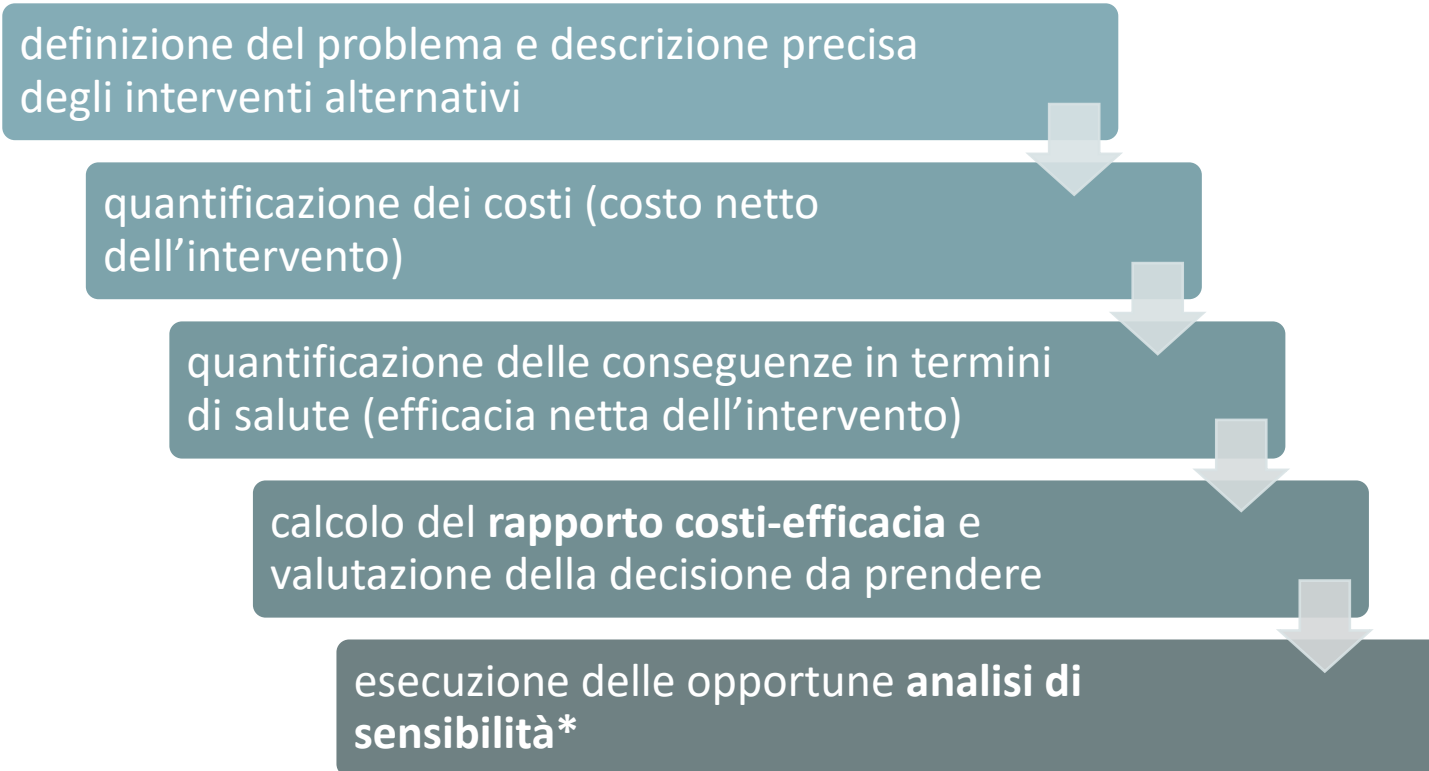 definizione del problema e descrizione precisa
degli interventi alternativi
quantificazione dei costi (costo netto
dell’intervento)
quantificazione delle conseguenze in termini
di salute (efficacia netta dell’intervento)
calcolo del rapporto costi-efficacia e
valutazione della decisione da prendere
esecuzione delle opportune analisi di
sensibilità*